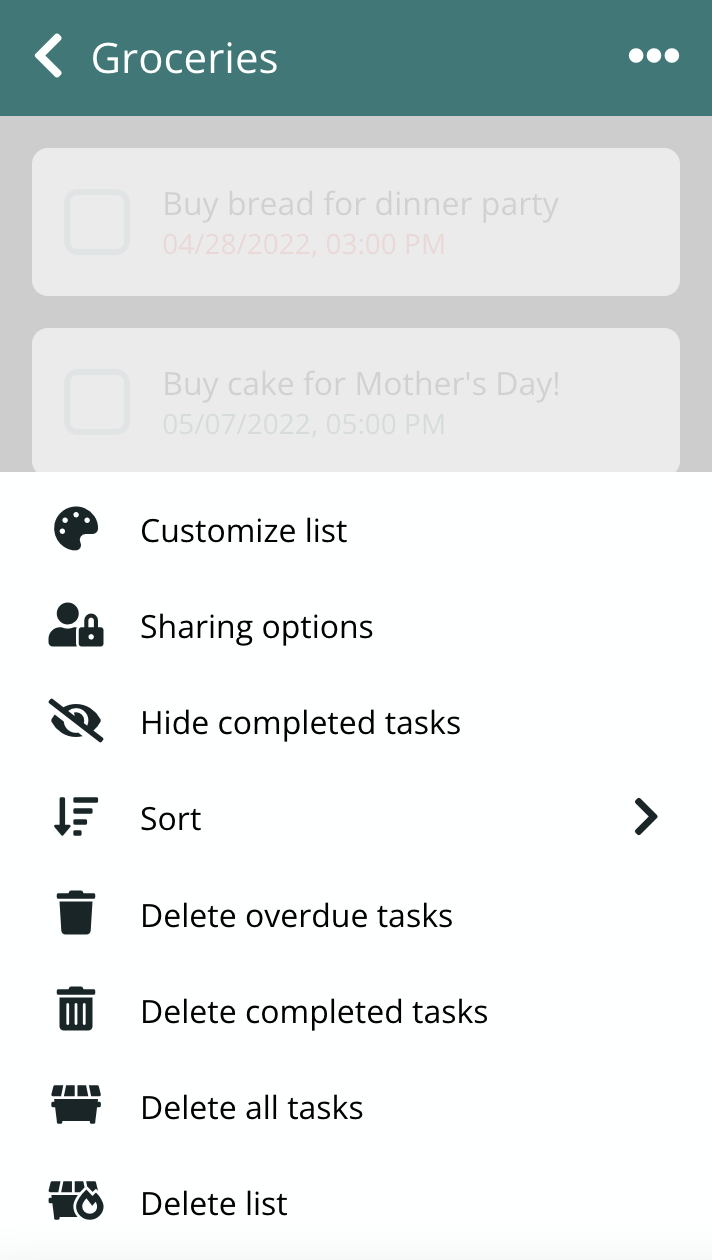 Groceries
Buy bread for dinner party
04/28/2022, 03:00 PM
Buy cake for Mother's Day!
05/07/2022, 05:00 PM
Customize list
Sharing options
Hide completed tasks
Sort
Delete overdue tasks
Delete completed tasks
Delete all tasks
Delete list